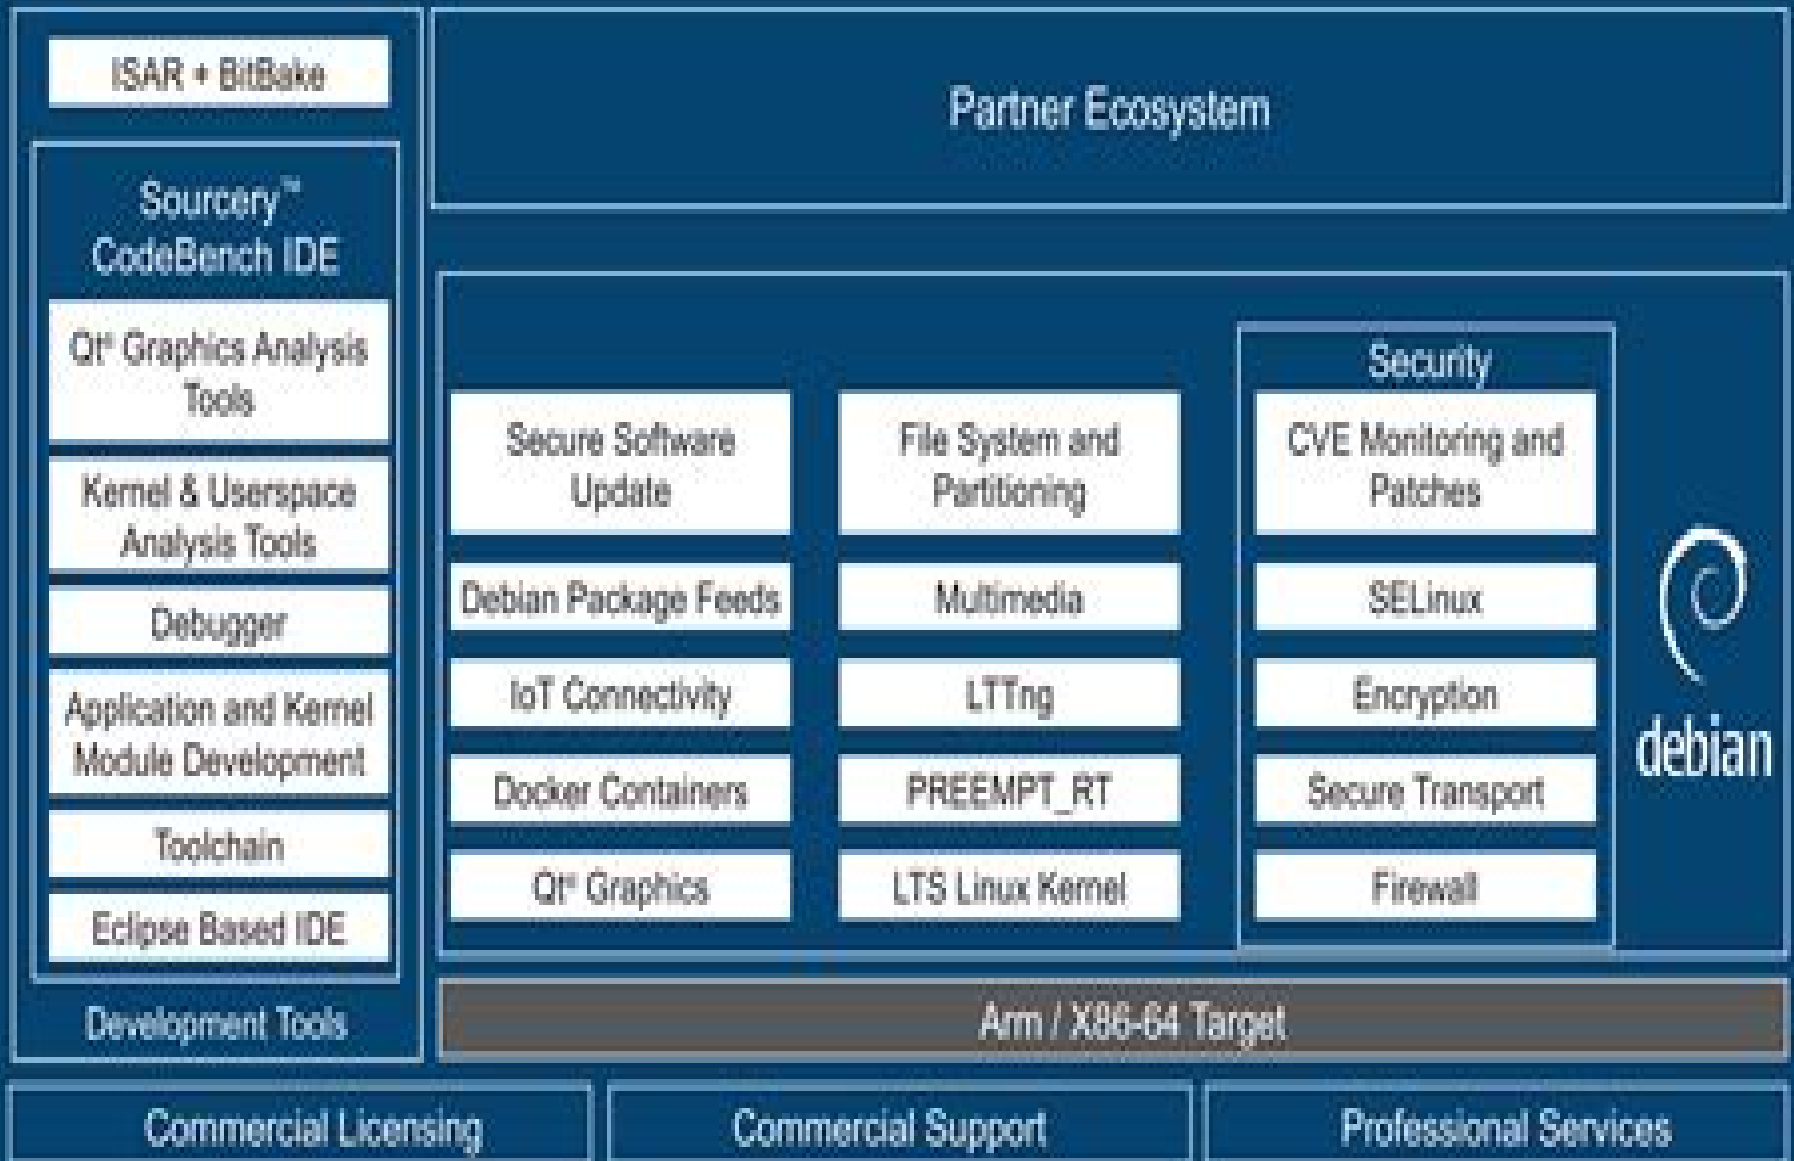 ISAR + BitBake
Sourcery™
CodeBench IDE
Qt® Graphics Analysis
Tools
Kernel & Userspace
Analysis Tools
Debugger
Application and Kernel
Module Development
Toolchain
Eclipse Based IDE
Development Tools
Partner Ecosystem
Secure Software
Update
Debian Package Feeds
IoT Connectivity
Docker Containers
Qt® Graphics
File System and
Partitioning
Multimedia
LTTng
PREEMPT_RT
LTS Linux Kernel
Security
CVE Monitoring and
Patches
SELinux
Encryption
Secure Transport
Firewall
debian
Arm / X86-64 Target
Commercial Licensing
Commercial Support
Professional Services